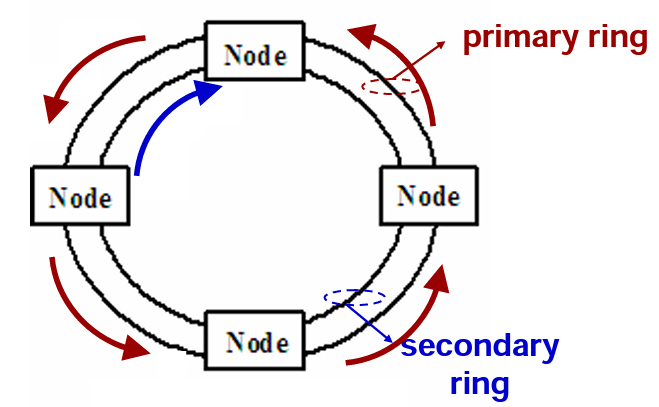 primary ring
Node
Node
Node
Node
secondary
ring